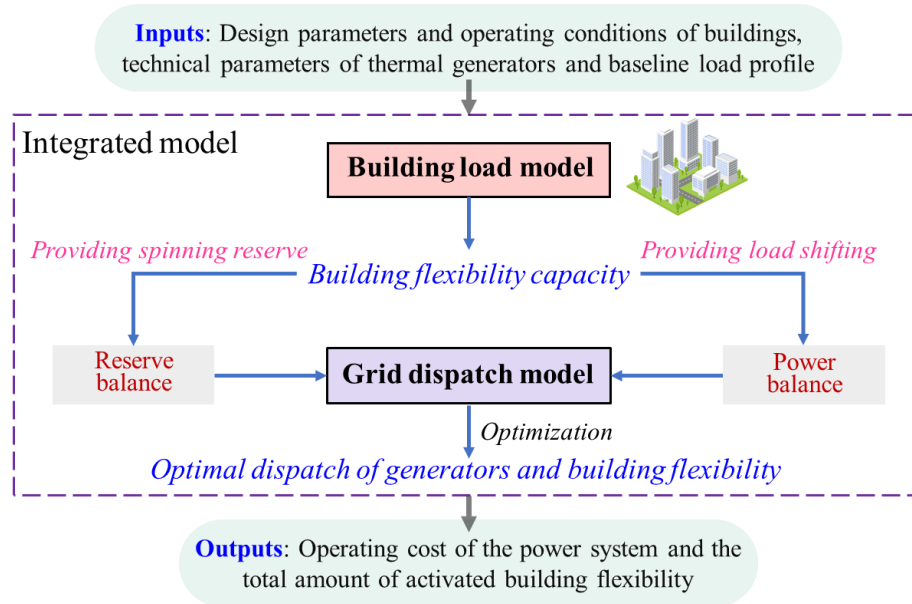 Inputs: Design parameters and operating conditions of buildings,
technical parameters of thermal generators and baseline load profile
Integrated model
Building load model
Providing spinning reserve
Providing load shifting
Building flexibility capacity
Reserve
balance
Grid dispatch model
Power
balance
Optimization
Optimal dispatch of generators and building flexibility
Outputs: Operating cost of the power system and the
total amount of activated building flexibility